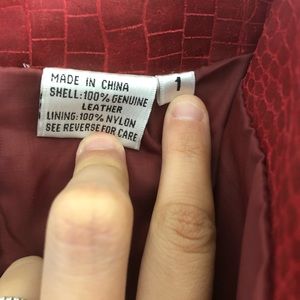 MADE IN CHINA
SHELL:100% GENUINE
LEATHER
LINING:100% NYLON
SEE REVERSE FOR CARE
1